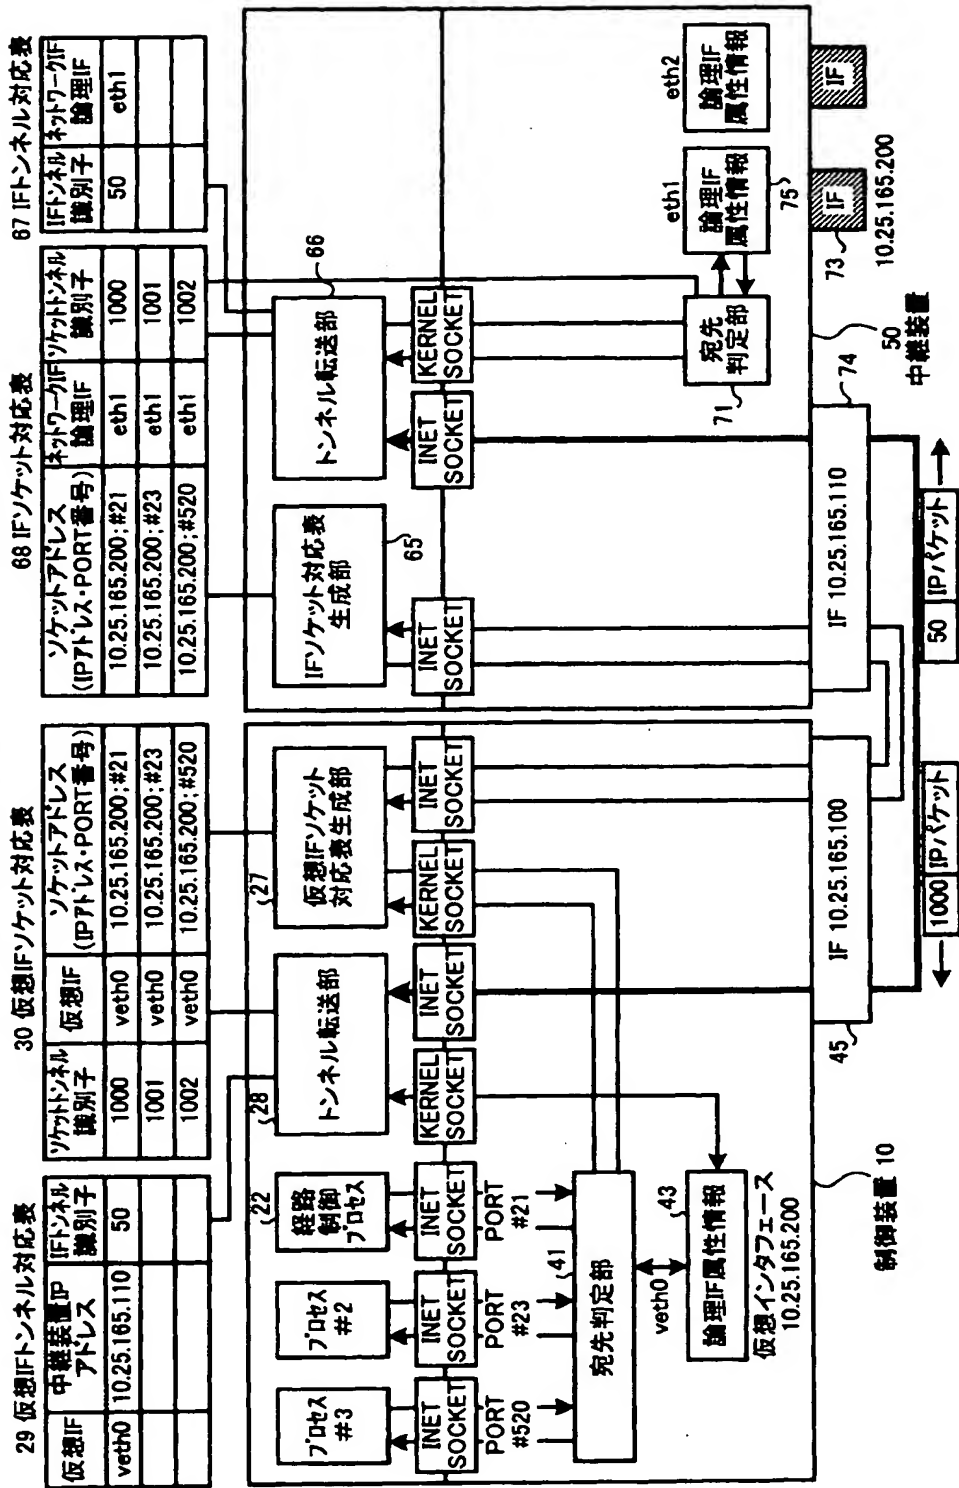 29 仮想IFトンネル対応表
仮想IF 中継装置IPアドレス IFトンネル識別子
veth0 10.25.165.110 50
30 仮想IFソケット対応表
ソケットトンネル識別子 仮想IF ソケットアドレス(IPアドレス・PORT番号)
1000 veth0 10.25.165.200;#21
1001 veth0 10.25.165.200;#23
1002 veth0 10.25.165.200;#520
68 IFソケット対応表
ソケットアドレス(IPアドレス・PORT番号) ネットワークIF論理IF ソケットトンネル識別子
10.25.165.200;#21 eth1 1000
10.25.165.200;#23 eth1 1001
10.25.165.200;#520 eth1 1002
67 IFトンネル対応表
IFトンネル識別子 ネットワークIF論理IF
50 eth1
プロセス
#3
プロセス
#2
22
経路
制御
プロセス
28
トンネル転送部
27
仮想IFソケット
対応表生成部
IFソケット対応表
生成部
65
トンネル転送部
66
INET
SOCKET
INET
SOCKET
INET
SOCKET
KERNEL
SOCKET
INET
SOCKET
KERNEL
SOCKET
INET
SOCKET
INET
SOCKET
INET
SOCKET
KERNEL
SOCKET
PORT
#520
PORT
#23
PORT
#21
41
宛先判定部
veth0
43
論理IF属性情報
仮想インタフェース
10.25.165.200
宛先
判定部
71
eth1
論理IF
属性情報
75
eth2
論理IF
属性情報
制御装置 10
45
IF 10.25.165.100
IF 10.25.165.110
74
50
中継装置
73
IF
10.25.165.200
IF
1000 IPパケット
50 IPパケット